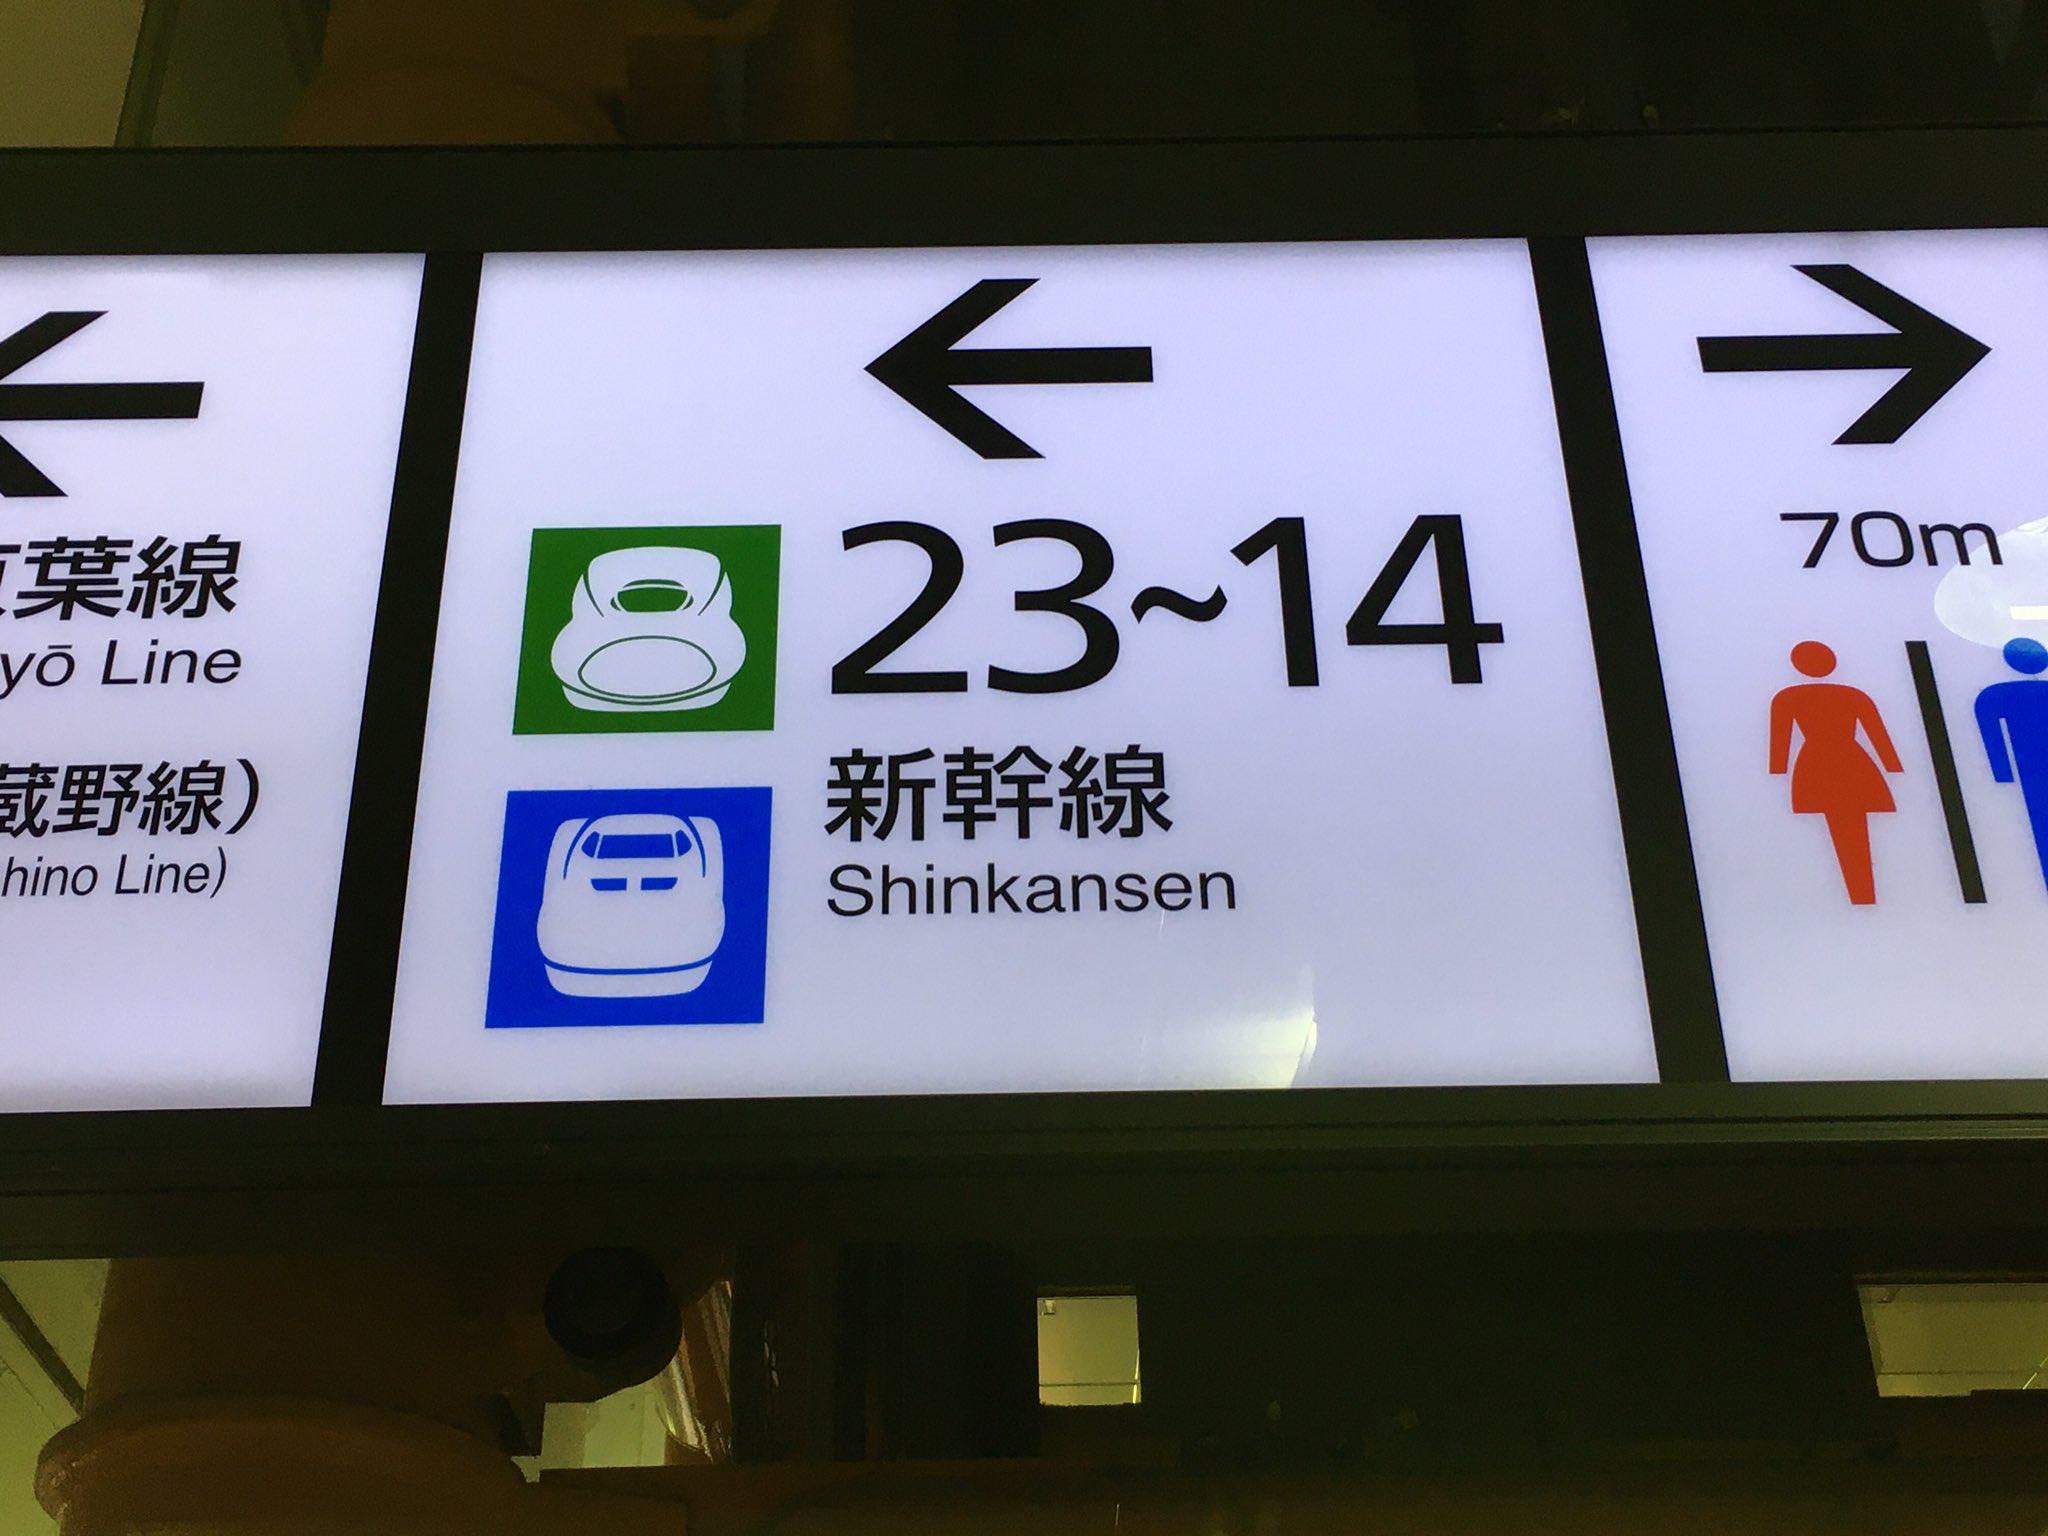 葉線
yō Line
蔵野線）
hino Line)
23~14
新幹線
Shinkansen
70m